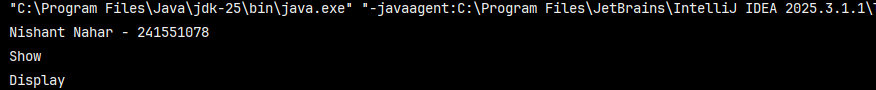 "C:\Program Files\Java\jdk-25\bin\java.exe" "-javaagent:C:\Program Files\JetBrains\IntelliJ IDEA 2025.3.1.1\
Nishant Nahar - 241551078
Show
Display